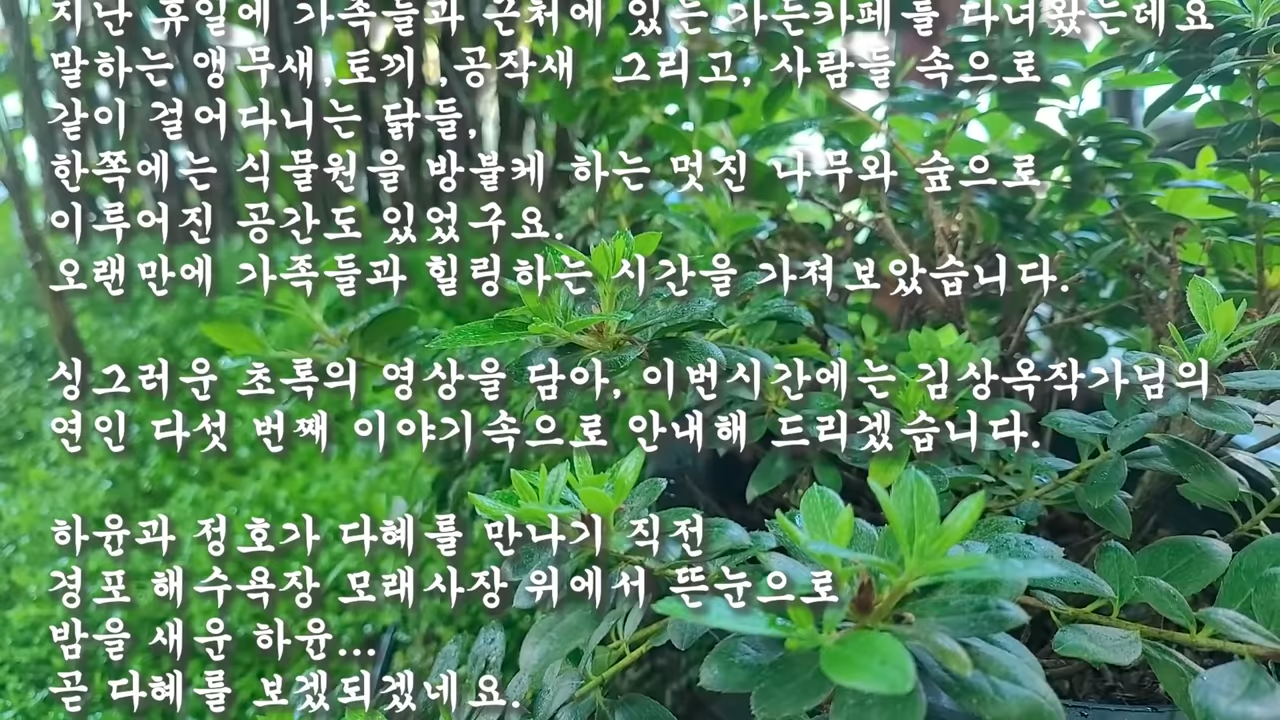 지난 휴일에 가족들과 근처에 있는 가든카페를 다녀왔는데요
말하는 앵무새,토끼 ,공작새 그리고, 사람들 속으로
같이 걸어다니는 닭들,
한쪽에는 식물원을 방불케 하는 멋진 나무와 숲으로
이루어진 공간도 있었구요.
오랜만에 가족들과 힐링하는 시간을 가져보았습니다.
싱그러운 초록의 영상을 담아, 이번시간에는 김상옥작가님의
연인 다섯 번째 이야기속으로 안내해 드리겠습니다.
하윤과 정호가 다혜를 만나기 직전
경포 해수욕장 모래사장 위에서 뜬눈으로
밤을 새운 하윤...
곧 다혜를 보겠되겠네요.